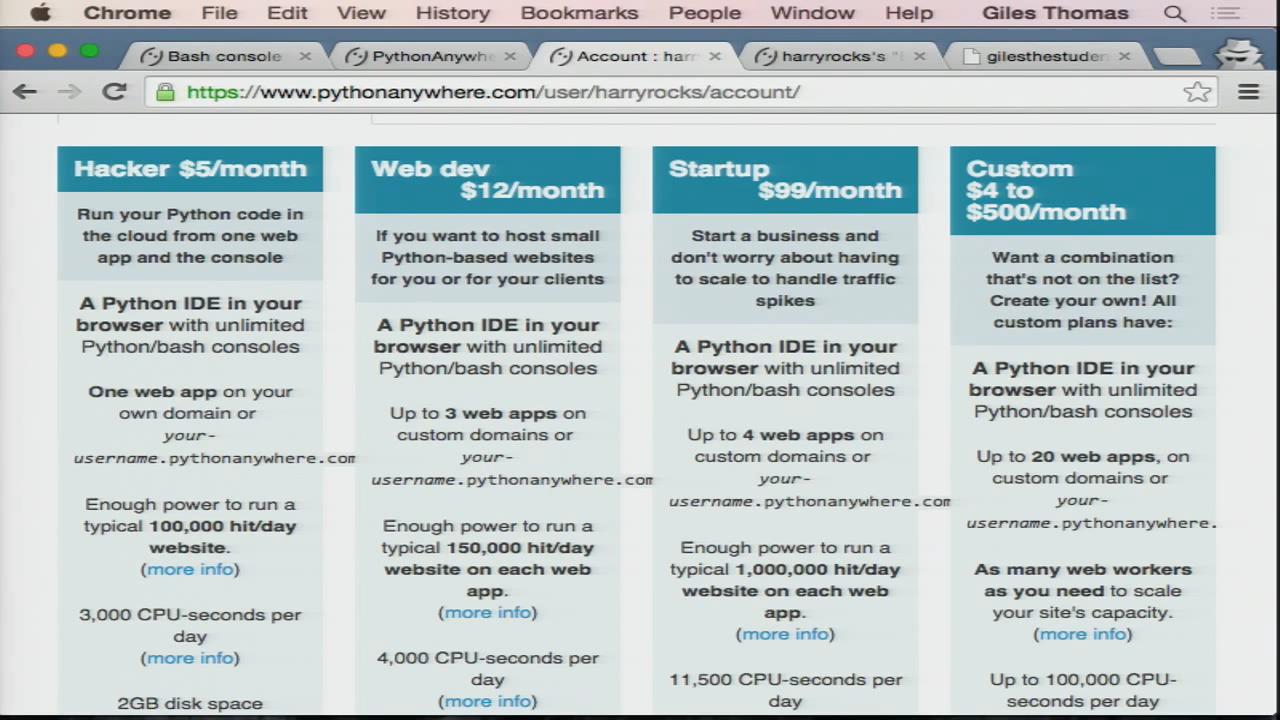 Chrome File Edit View History Bookmarks People Window Help Giles Thomas
Bash console
PythonAnywhe
Account : harr
harryrocks's "
gilesthestuden
https://www.pythonanywhere.com/user/harryrocks/account/
Hacker $5/month
Run your Python code in
the cloud from one web
app and the console
A Python IDE in your
browser with unlimited
Python/bash consoles
One web app on your
own domain or
your-
username.pythonanywhere.com
Enough power to run a
typical 100,000 hit/day
website.
(more info)
3,000 CPU-seconds per
day
(more info)
2GB disk space
Web dev
$12/month
If you want to host small
Python-based websites
for you or for your clients
A Python IDE in your
browser with unlimited
Python/bash consoles
Up to 3 web apps on
custom domains or
your-
username.pythonanywhere.com
Enough power to run a
typical 150,000 hit/day
website on each web
app.
(more info)
4,000 CPU-seconds per
day
(more info)
Startup
$99/month
Start a business and
don't worry about having
to scale to handle traffic
spikes
A Python IDE in your
browser with unlimited
Python/bash consoles
Up to 4 web apps on
custom domains or
your-
username.pythonanywhere.com
Enough power to run a
typical 1,000,000 hit/day
website on each web
app.
(more info)
11,500 CPU-seconds per
day
Custom
$4 to
$500/month
Want a combination
that's not on the list?
Create your own! All
custom plans have:
A Python IDE in your
browser with unlimited
Python/bash consoles
Up to 20 web apps, on
custom domains or
your-
username.pythonanywhere.
As many web workers
as you need to scale
your site's capacity.
(more info)
Up to 100,000 CPU-
seconds per day